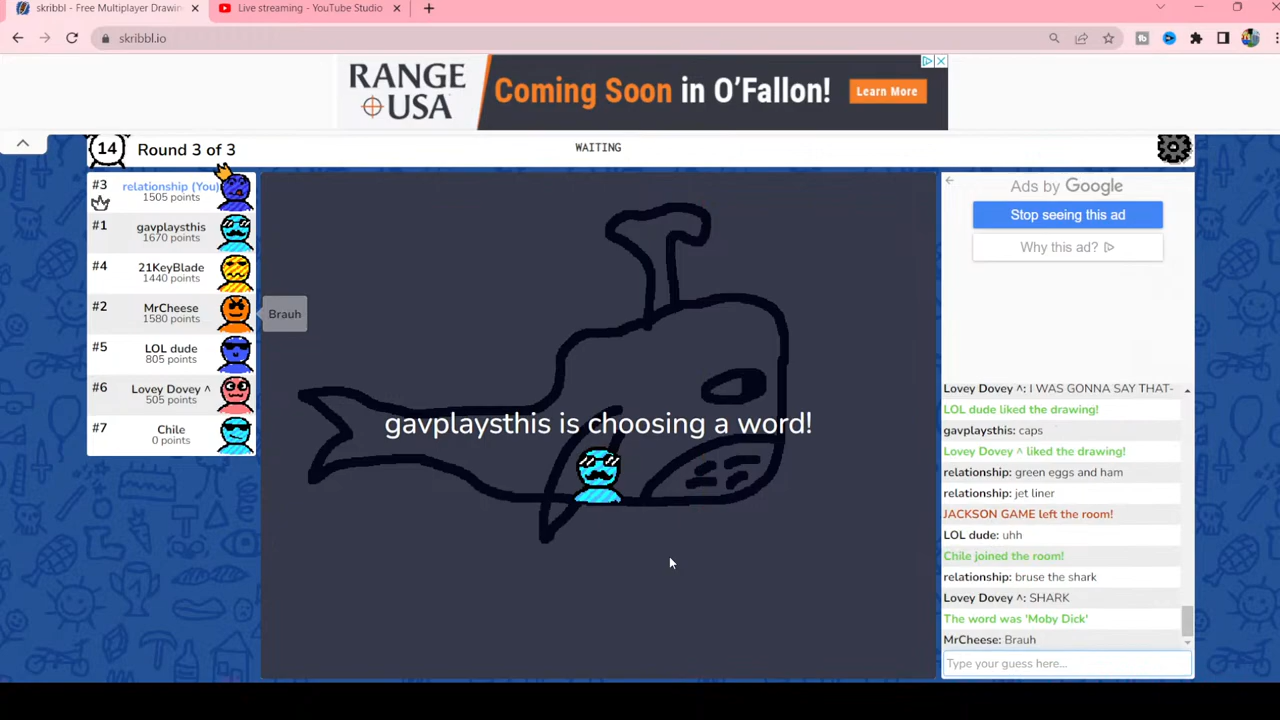 skribbl - Free Multiplayer Drawin
Live streaming - YouTube Studio
skribbl.io
RANGE
USA
Coming Soon in O'Fallon!
Learn More
14
Round 3 of 3
WAITING
#3
relationship (You)
1505 points
#1
gavplaysthis
1670 points
#4
21KeyBlade
1440 points
#2
MrCheese
1580 points
Brauh
#5
LOL dude
805 points
#6
Lovey Dovey ^
505 points
#7
Chile
0 points
gavplaysthis is choosing a word!
Ads by Google
Stop seeing this ad
Why this ad?
Lovey Dovey ^: I WAS GONNA SAY THAT-
LOL dude liked the drawing!
gavplaysthis: caps
Lovey Dovey ^ liked the drawing!
relationship: green eggs and ham
relationship: jet liner
JACKSON GAME left the room!
LOL dude: uhh
Chile joined the room!
relationship: bruse the shark
Lovey Dovey ^: SHARK
The word was 'Moby Dick'
MrCheese: Brauh
Type your guess here...